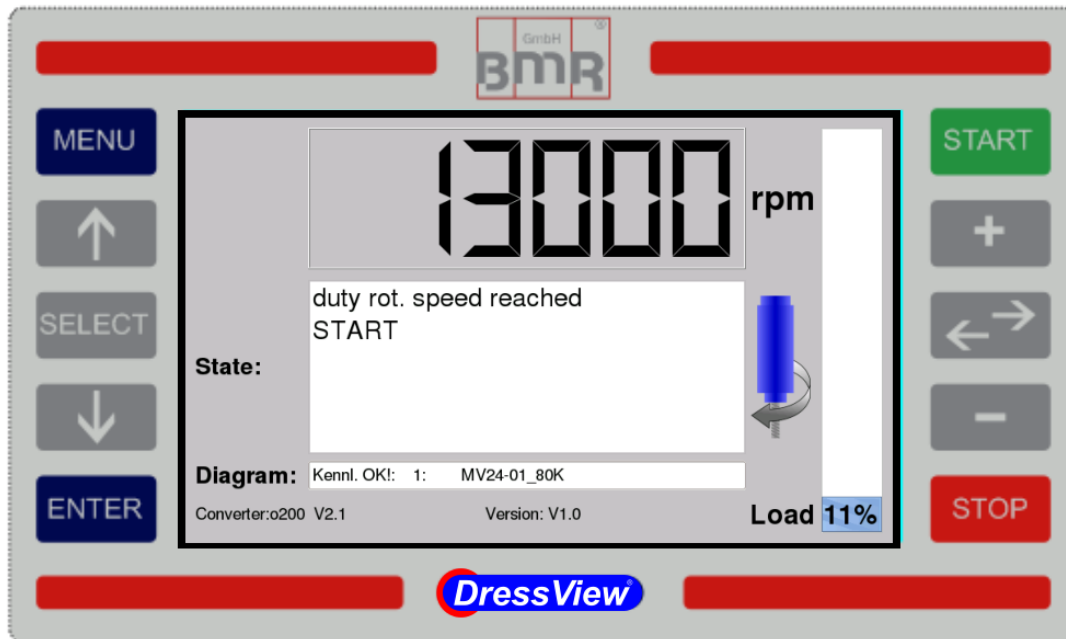 GmbH
®
BMR
MENU
START
13000 rpm
SELECT
duty rot. speed reached
START
State:
Diagram: Kennl. OK!: 1: MV24-01_80K
ENTER
Converter:o200 V2.1 Version: V1.0
Load 11%
STOP
DressView®